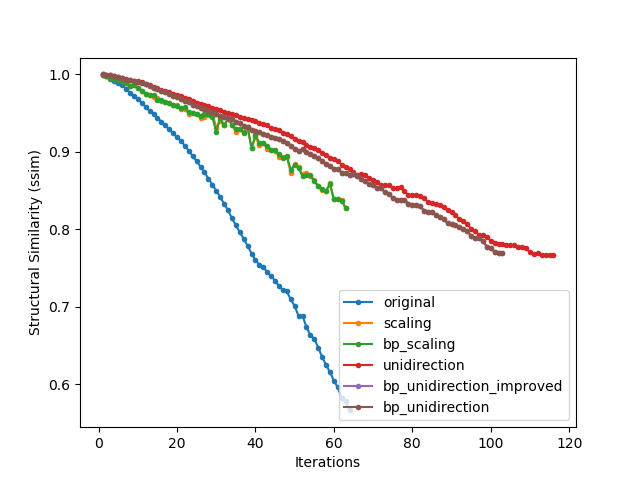 1.0
0.9
0.8
0.7
0.6
Structural Similarity (ssim)
original
scaling
bp_scaling
unidirection
bp_unidirection_improved
bp_unidirection
0 20 40 60 80 100 120
Iterations